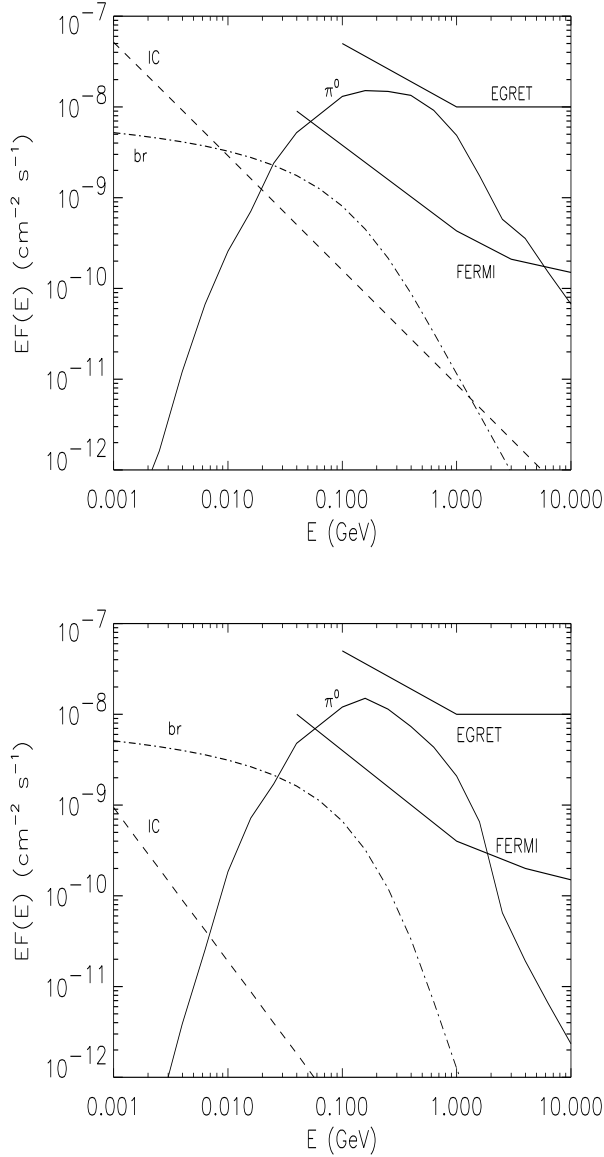 10⁻⁷
10⁻⁸
10⁻⁹
10⁻¹⁰
10⁻¹¹
10⁻¹²
EF(E) (cm⁻² s⁻¹)
IC
π⁰
EGRET
br
FERMI
0.001 0.010 0.100 1.000 10.000
E (GeV)
10⁻⁷
10⁻⁸
10⁻⁹
10⁻¹⁰
10⁻¹¹
10⁻¹²
EF(E) (cm⁻² s⁻¹)
π⁰
br
EGRET
IC
FERMI
0.001 0.010 0.100 1.000 10.000
E (GeV)